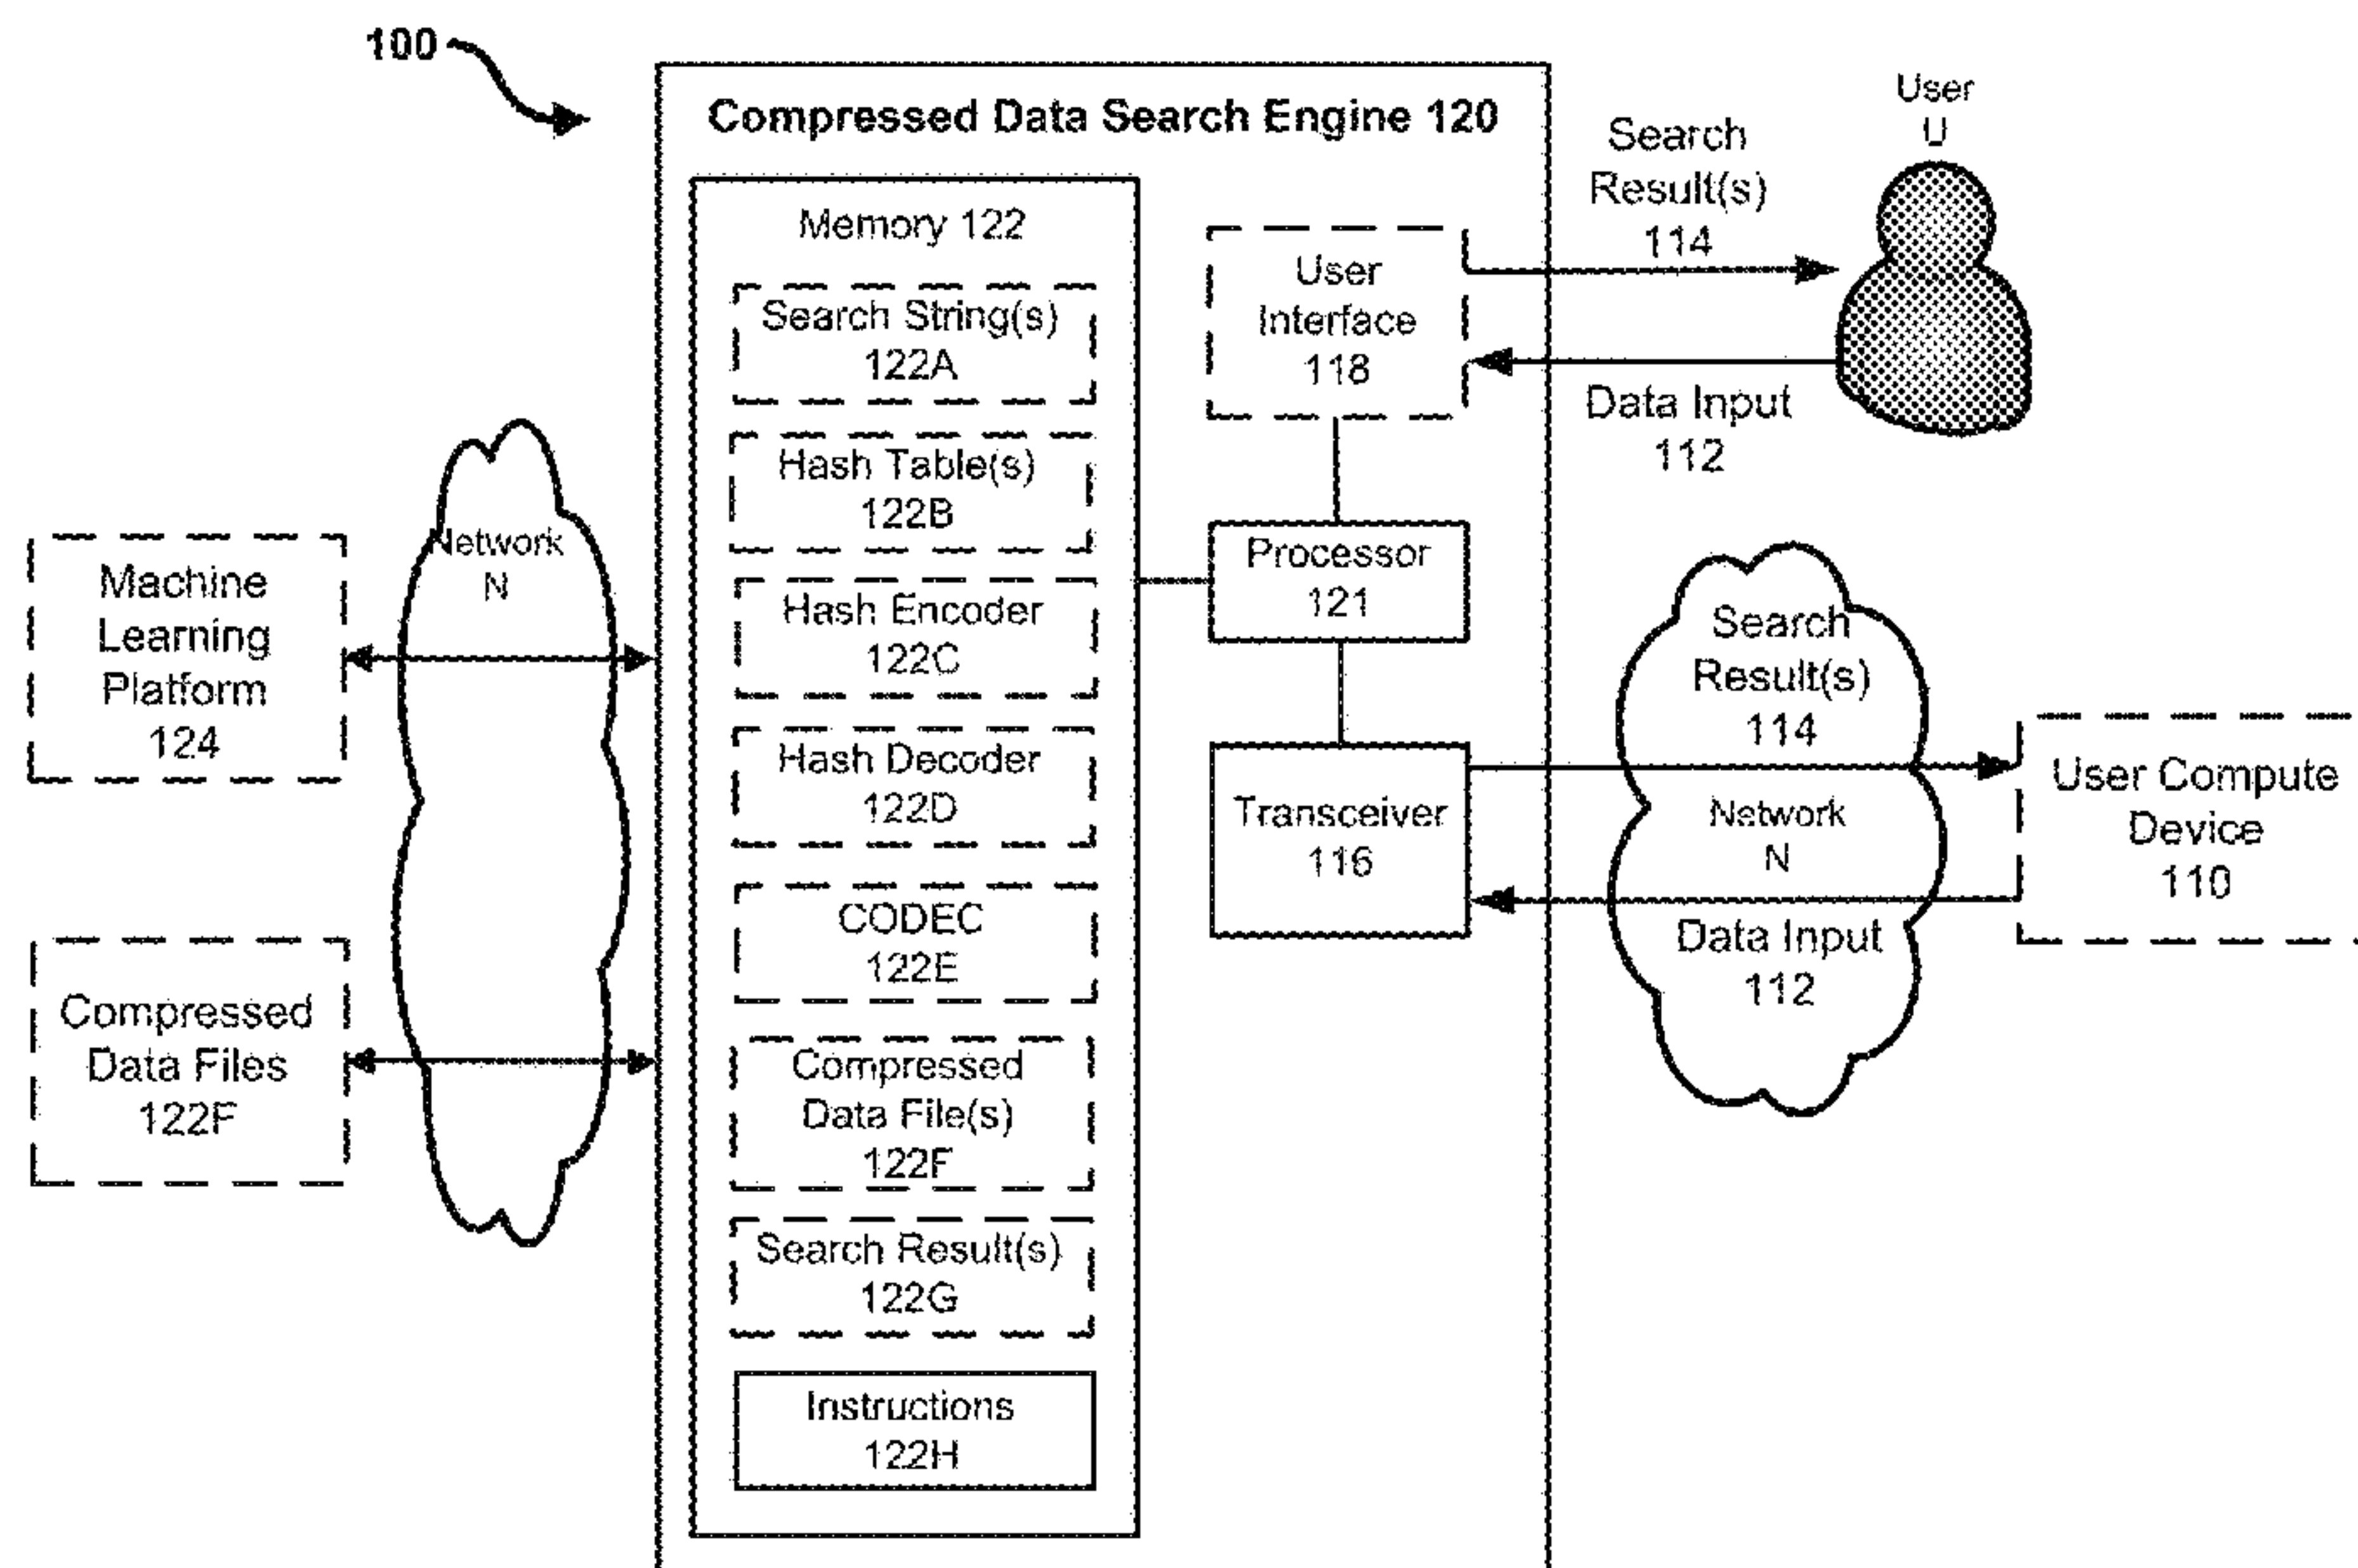 100
Compressed Data Search Engine 120
Memory 122
Search String(s)
122A
Hash Table(s)
122B
Hash Encoder
122C
Hash Decoder
122D
CODEC
122E
Compressed
Data File(s)
122F
Search Result(s)
122G
Instructions
122H
Machine
Learning
Platform
124
Compressed
Data Files
122F
Network
N
User
Interface
118
Processor
121
Transceiver
116
Search
Result(s)
114
Data Input
112
User
U
Search
Result(s)
114
Network
N
Data Input
112
User Compute
Device
110